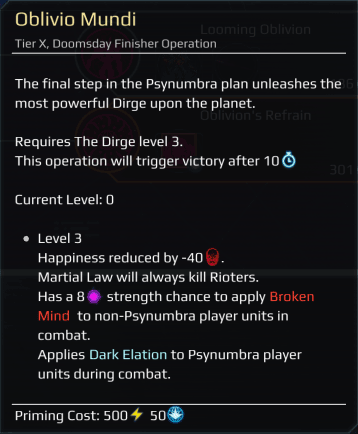 Oblivio Mundi
Tier X, Doomsday Finisher Operation
Looming Oblivion
The final step in the Psynumbra plan unleashes the
most powerful Dirge upon the planet.
Oblivion's Refrain
Requires The Dirge level 3.
This operation will trigger victory after 10
301
Current Level: 0
Level 3
Happiness reduced by -40.
Martial Law will always kill Rioters.
Has a 8 strength chance to apply Broken
Mind to non-Psynumbra player units in
combat.
Applies Dark Elation to Psynumbra player
units during combat.
Priming Cost: 500 50